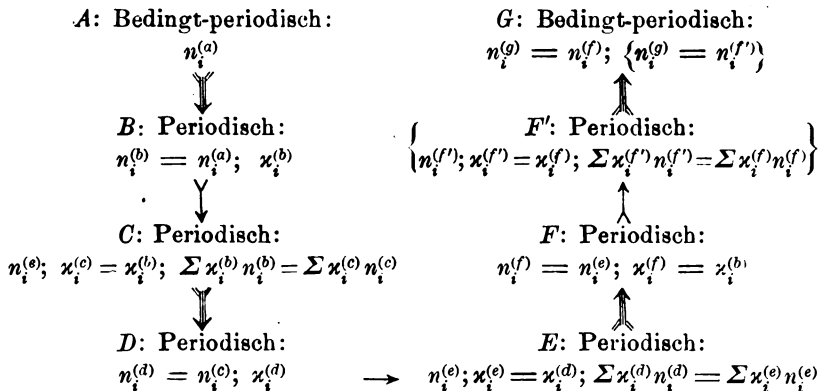 A: Bedingt-periodisch:
n_i^(a)
B: Periodisch:
n_i^(b) = n_i^(a); ϰ_i^(b)
C: Periodisch:
n_i^(e); ϰ_i^(c) = ϰ_i^(b); Σ ϰ_i^(b) n_i^(b) = Σ ϰ_i^(c) n_i^(c)
D: Periodisch:
n_i^(d) = n_i^(c); ϰ_i^(d)
G: Bedingt-periodisch:
n_i^(g) = n_i^(f); {n_i^(g) = n_i^(f')}
F': Periodisch:
{n_i^(f'); ϰ_i^(f') = ϰ_i^(f); Σ ϰ_i^(f') n_i^(f') = Σ ϰ_i^(f) n_i^(f)}
F: Periodisch:
n_i^(f) = n_i^(e); ϰ_i^(f) = ϰ_i^(b)
E: Periodisch:
n_i^(e); ϰ_i^(e) = ϰ_i^(d); Σ ϰ_i^(d) n_i^(d) = Σ ϰ_i^(e) n_i^(e)